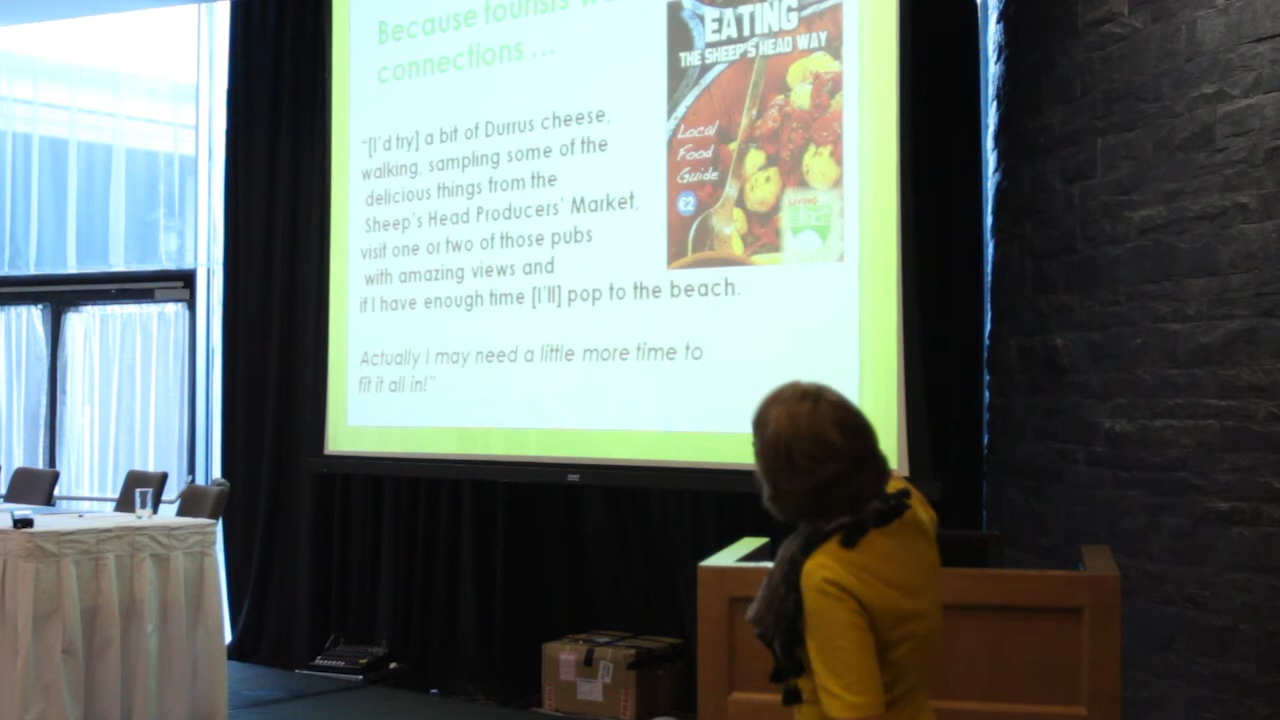 Because tourists
connections ...
"[I'd try] a bit of Durrus cheese,
walking, sampling some of the
delicious things from the
Sheep's Head Producers' Market,
visit one or two of those pubs
with amazing views and
if I have enough time [I'll] pop to the beach.
Actually I may need a little more time to
fit it all in!"
EATING
THE SHEEP'S HEAD WAY
Local
Food
Guide
€2
LIVING